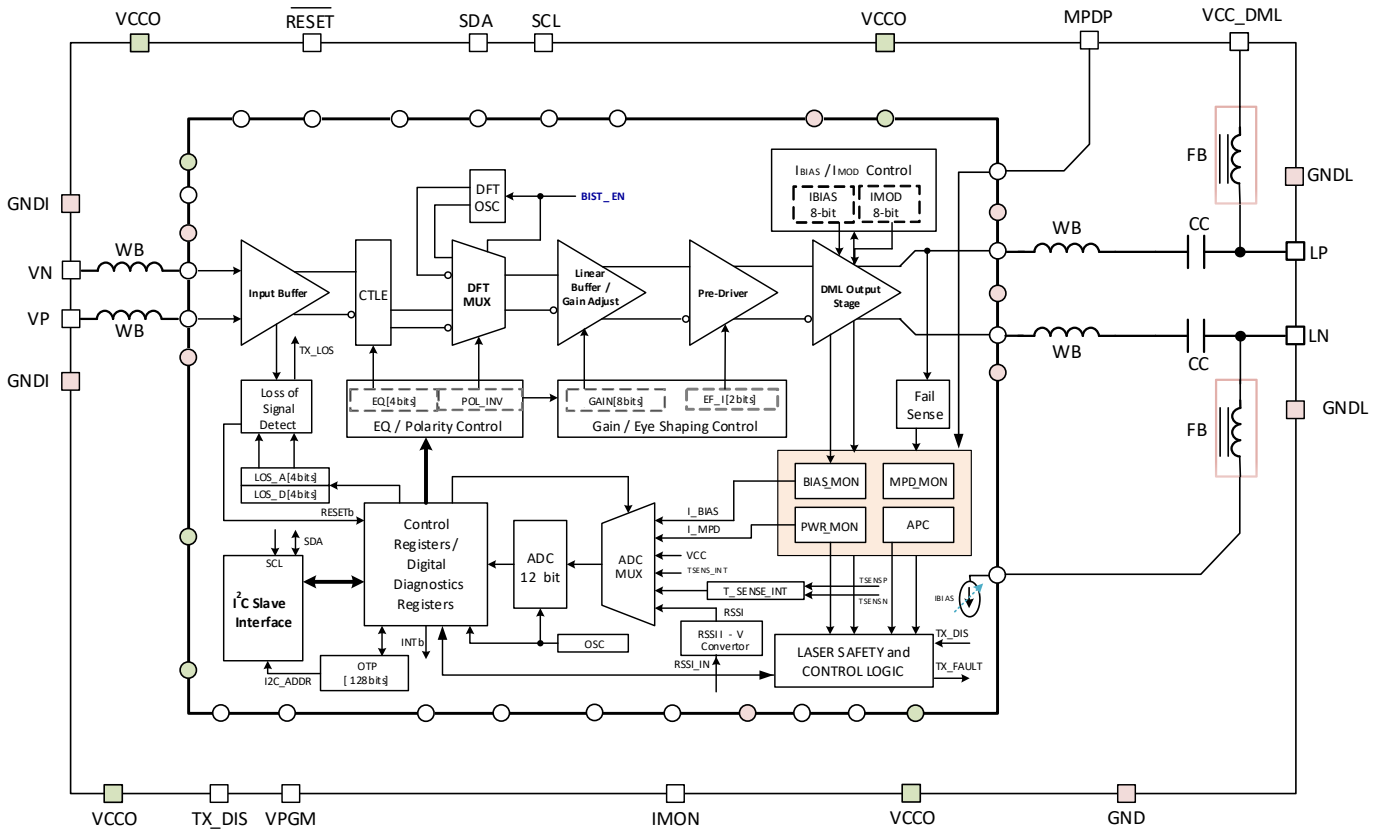 VCCO
RESET
SDA
SCL
VCCO
MPDP
VCC_DML
FB
GNDL
GNDI
IBIAS / IMOD Control
IBIAS
8-bit
IMOD
8-bit
DFT
OSC
BIST_EN
WB
VN
VP
WB
GNDI
Input Buffer
CTLE
DFT
MUX
Linear
Buffer /
Gain Adjust
Pre-Driver
DML Output
Stage
WB
CC
LP
WB
CC
LN
GNDL
FB
TX_LOS
Loss of
Signal
Detect
EQ[4bits]
POL_INV
EQ / Polarity Control
GAIN[8bits]
EF_I[2bits]
Gain / Eye Shaping Control
Fail
Sense
LOS_A[4bits]
LOS_D[4bits]
RESETb
BIAS_MON
MPD_MON
PWR_MON
APC
I_BIAS
I_MPD
VCC
TSENS_INT
T_SENSE_INT
TSENSP
TSENSN
Control
Registers/
Digital
Diagnostics
Registers
ADC
12 bit
ADC
MUX
SDA
SCL
I2C Slave
Interface
IBIAS
RSSI
RSSI I - V
Convertor
RSSI_IN
OSC
INTb
OTP
[ 128bits]
I2C_ADDR
LASER SAFETY and
CONTROL LOGIC
TX_DIS
TX_FAULT
VCCO
TX_DIS
VPGM
IMON
VCCO
GND